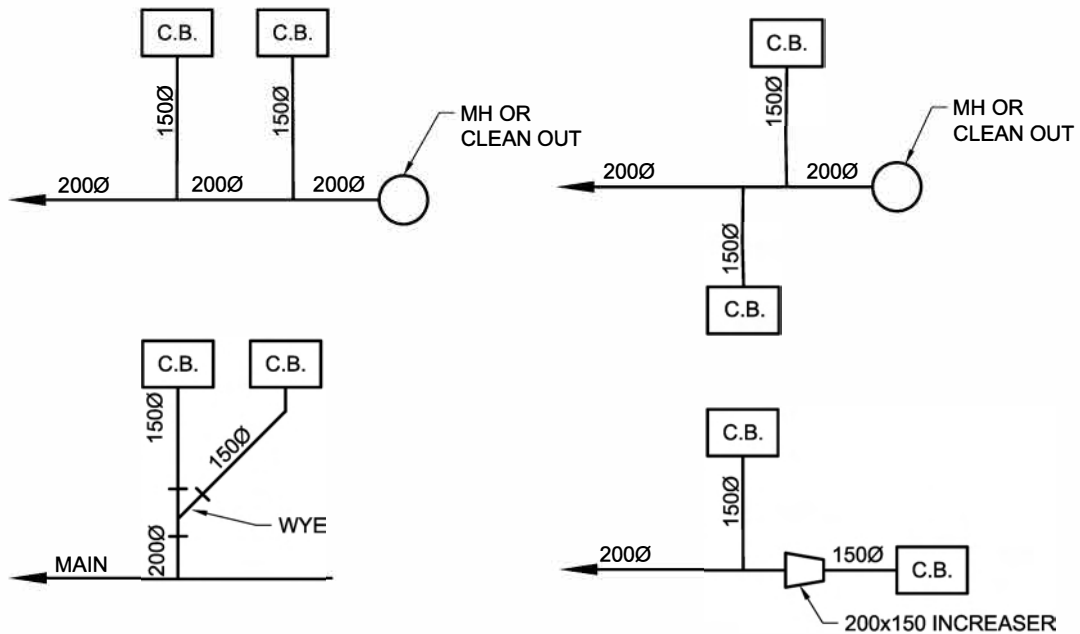 C.B.
C.B.
150Ø
150Ø
MH OR
CLEAN OUT
200Ø
200Ø
200Ø
C.B.
150Ø
MH OR
CLEAN OUT
200Ø
200Ø
150Ø
C.B.
C.B.
C.B.
150Ø
150Ø
WYE
200Ø
MAIN
C.B.
150Ø
200Ø
150Ø
C.B.
200x150 INCREASER